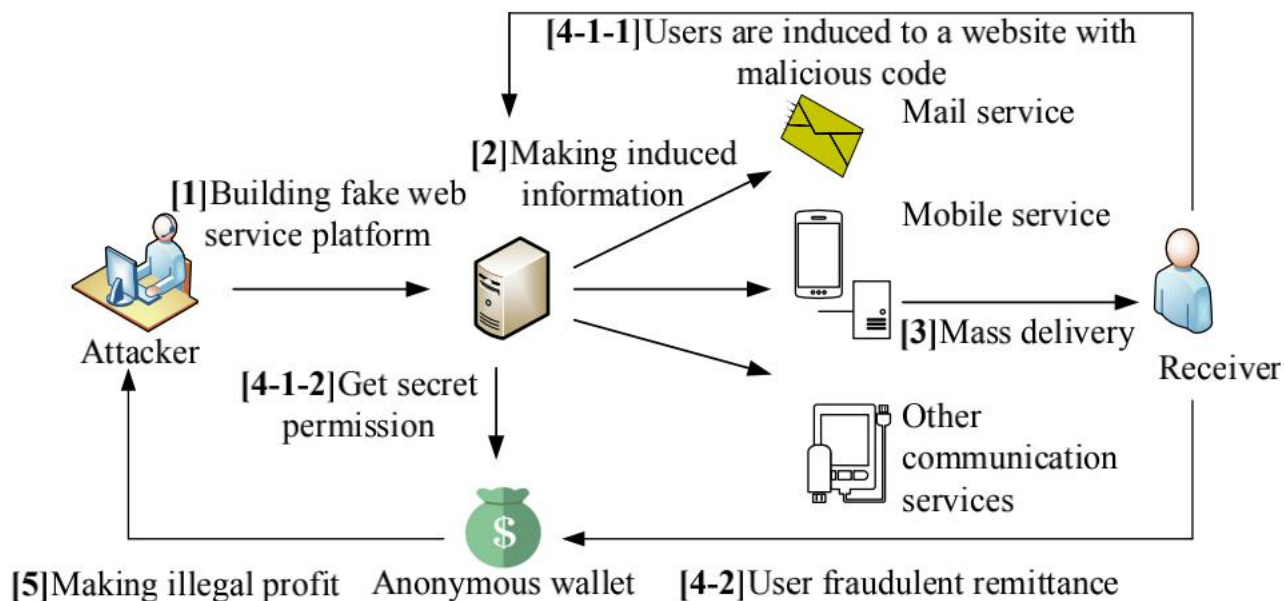 [4-1-1]Users are induced to a website with
malicious code
Mail service
[2]Making induced
information
[1]Building fake web
service platform
Mobile service
[3]Mass delivery
Attacker
Receiver
[4-1-2]Get secret
permission
Other
communication
services
$
[5]Making illegal profit
Anonymous wallet
[4-2]User fraudulent remittance